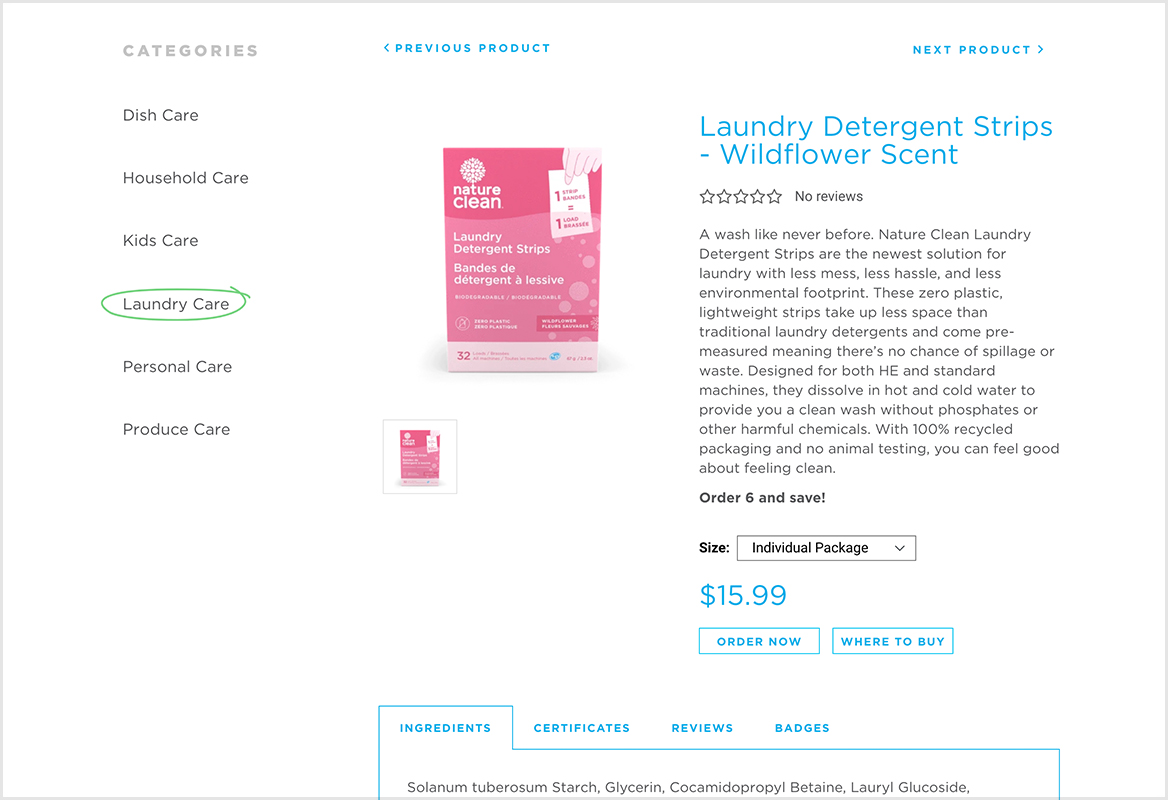 CATEGORIES
Dish Care
Household Care
Kids Care
Laundry Care
Personal Care
Produce Care
PREVIOUS PRODUCT
NEXT PRODUCT
nature
clean
1 STRIP
BANDES
=
1 LOAD
BRASSÉE
Laundry
Detergent Strips
Bandes de
détergent à lessive
BIODEGRADABLE / BIODÉGRADABLE
ZERO PLASTIC
ZÉRO PLASTIQUE
WILDFLOWER
FLEURS SAUVAGES
32 Loads / Brassées
All machines / Toutes les machines
Laundry Detergent Strips
- Wildflower Scent
No reviews
A wash like never before. Nature Clean Laundry
Detergent Strips are the newest solution for
laundry with less mess, less hassle, and less
environmental footprint. These zero plastic,
lightweight strips take up less space than
traditional laundry detergents and come pre-
measured meaning there's no chance of spillage or
waste. Designed for both HE and standard
machines, they dissolve in hot and cold water to
provide you a clean wash without phosphates or
other harmful chemicals. With 100% recycled
packaging and no animal testing, you can feel good
about feeling clean.
Order 6 and save!
Size: Individual Package
$15.99
ORDER NOW
WHERE TO BUY
INGREDIENTS
CERTIFICATES
REVIEWS
BADGES
Solanum tuberosum Starch, Glycerin, Cocamidopropyl Betaine, Lauryl Glucoside,